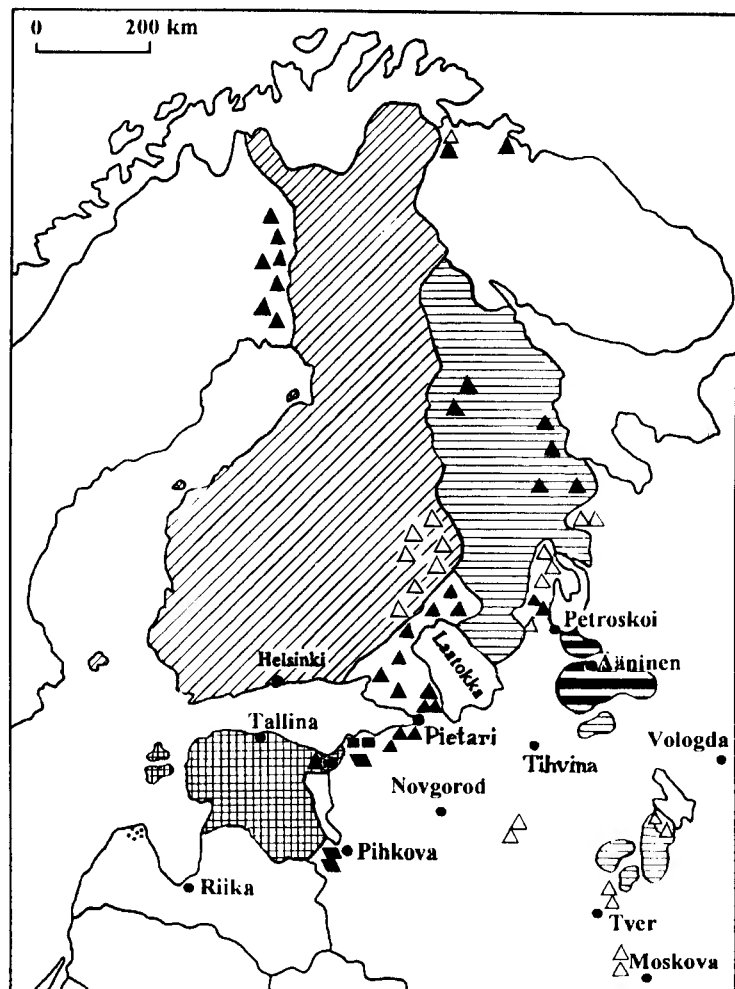 0 200 km
Petroskoi
Laatokka
Helsinki
Ääninen
Tallina
Pietari
Vologda
Tihvina
Novgorod
Pihkova
Riika
Tver
Moskova